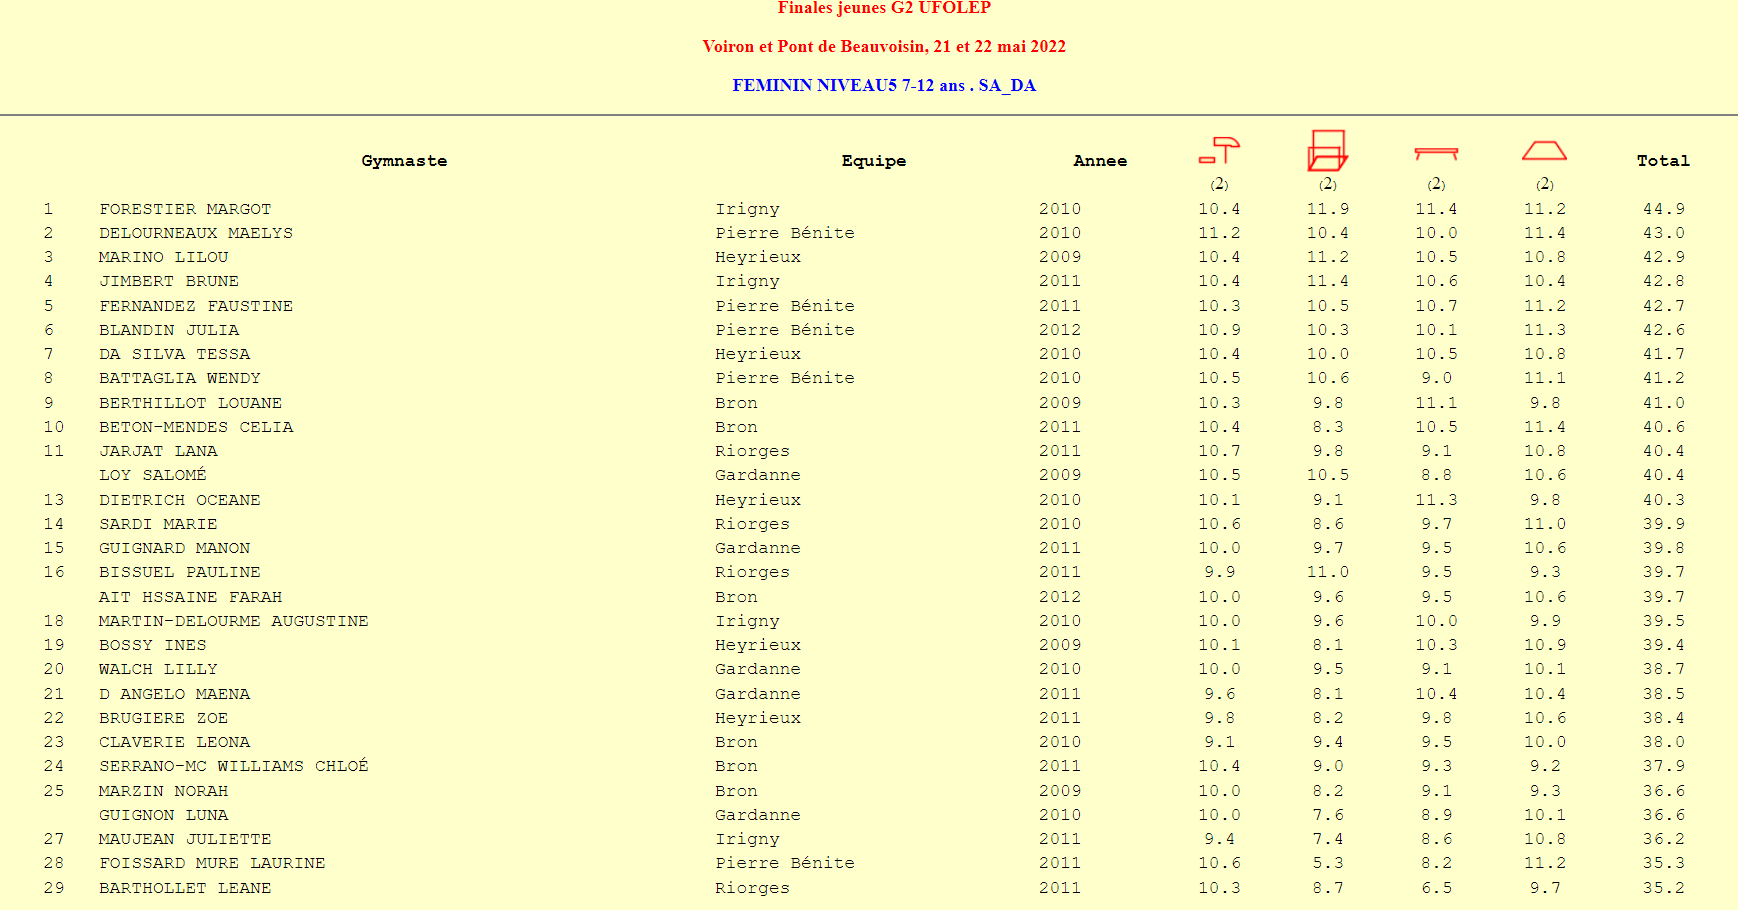 Finales jeunes G2 UFOLEP
Voiron et Pont de Beauvoisin, 21 et 22 mai 2022
FEMININ NIVEAU5 7-12 ans . SA_DA
Gymnaste Equipe Annee Total
(2) (2) (2) (2)
1 FORESTIER MARGOT Irigny 2010 10.4 11.9 11.4 11.2 44.9
2 DELOURNEAUX MAELYS Pierre Bénite 2010 11.2 10.4 10.0 11.4 43.0
3 MARINO LILOU Heyrieux 2009 10.4 11.2 10.5 10.8 42.9
4 JIMBERT BRUNE Irigny 2011 10.4 11.4 10.6 10.4 42.8
5 FERNANDEZ FAUSTINE Pierre Bénite 2011 10.3 10.5 10.7 11.2 42.7
6 BLANDIN JULIA Pierre Bénite 2012 10.9 10.3 10.1 11.3 42.6
7 DA SILVA TESSA Heyrieux 2010 10.4 10.0 10.5 10.8 41.7
8 BATTAGLIA WENDY Pierre Bénite 2010 10.5 10.6 9.0 11.1 41.2
9 BERTHILLOT LOUANE Bron 2009 10.3 9.8 11.1 9.8 41.0
10 BETON-MENDES CELIA Bron 2011 10.4 8.3 10.5 11.4 40.6
11 JARJAT LANA Riorges 2011 10.7 9.8 9.1 10.8 40.4
LOY SALOMÉ Gardanne 2009 10.5 10.5 8.8 10.6 40.4
13 DIETRICH OCEANE Heyrieux 2010 10.1 9.1 11.3 9.8 40.3
14 SARDI MARIE Riorges 2010 10.6 8.6 9.7 11.0 39.9
15 GUIGNARD MANON Gardanne 2011 10.0 9.7 9.5 10.6 39.8
16 BISSUEL PAULINE Riorges 2011 9.9 11.0 9.5 9.3 39.7
AIT HSSAINE FARAH Bron 2012 10.0 9.6 9.5 10.6 39.7
18 MARTIN-DELOURME AUGUSTINE Irigny 2010 10.0 9.6 10.0 9.9 39.5
19 BOSSY INES Heyrieux 2009 10.1 8.1 10.3 10.9 39.4
20 WALCH LILLY Gardanne 2010 10.0 9.5 9.1 10.1 38.7
21 D ANGELO MAENA Gardanne 2011 9.6 8.1 10.4 10.4 38.5
22 BRUGIERE ZOE Heyrieux 2011 9.8 8.2 9.8 10.6 38.4
23 CLAVERIE LEONA Bron 2010 9.1 9.4 9.5 10.0 38.0
24 SERRANO-MC WILLIAMS CHLOÉ Bron 2011 10.4 9.0 9.3 9.2 37.9
25 MARZIN NORAH Bron 2009 10.0 8.2 9.1 9.3 36.6
GUIGNON LUNA Gardanne 2010 10.0 7.6 8.9 10.1 36.6
27 MAUJEAN JULIETTE Irigny 2011 9.4 7.4 8.6 10.8 36.2
28 FOISSARD MURE LAURINE Pierre Bénite 2011 10.6 5.3 8.2 11.2 35.3
29 BARTHOLLET LEANE Riorges 2011 10.3 8.7 6.5 9.7 35.2